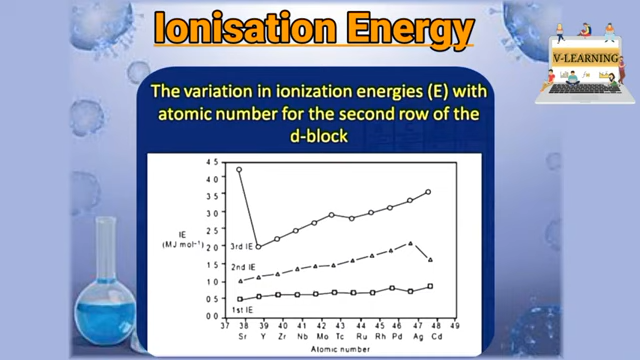 Ionisation Energy
V-LEARNING
The variation in ionization energies (E) with
atomic number for the second row of the
d-block
4 5
4 0
3 5
3 0
2 5
IE
(MJ mol⁻¹) 2 0
3rd IE
1 5
2nd IE
1 0
0 5
1st IE
0 0
37 38 39 40 41 42 43 44 45 46 47 48 49
Sr Y Zr Nb Mo Tc Ru Rh Pd Ag Cd
Atomic number